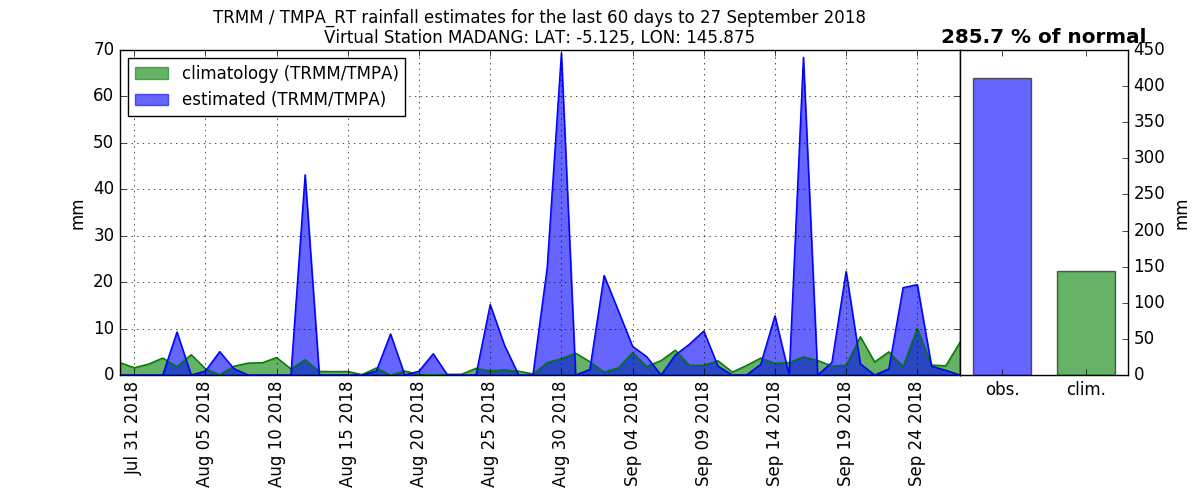 TRMM / TMPA_RT rainfall estimates for the last 60 days to 27 September 2018
Virtual Station MADANG: LAT: -5.125, LON: 145.875
285.7 % of normal
climatology (TRMM/TMPA)
estimated (TRMM/TMPA)
mm
70
60
50
40
30
20
10
0
Jul 31 2018
Aug 05 2018
Aug 10 2018
Aug 15 2018
Aug 20 2018
Aug 25 2018
Aug 30 2018
Sep 04 2018
Sep 09 2018
Sep 14 2018
Sep 19 2018
Sep 24 2018
obs.
clim.
450
400
350
300
250
200
150
100
50
0
mm